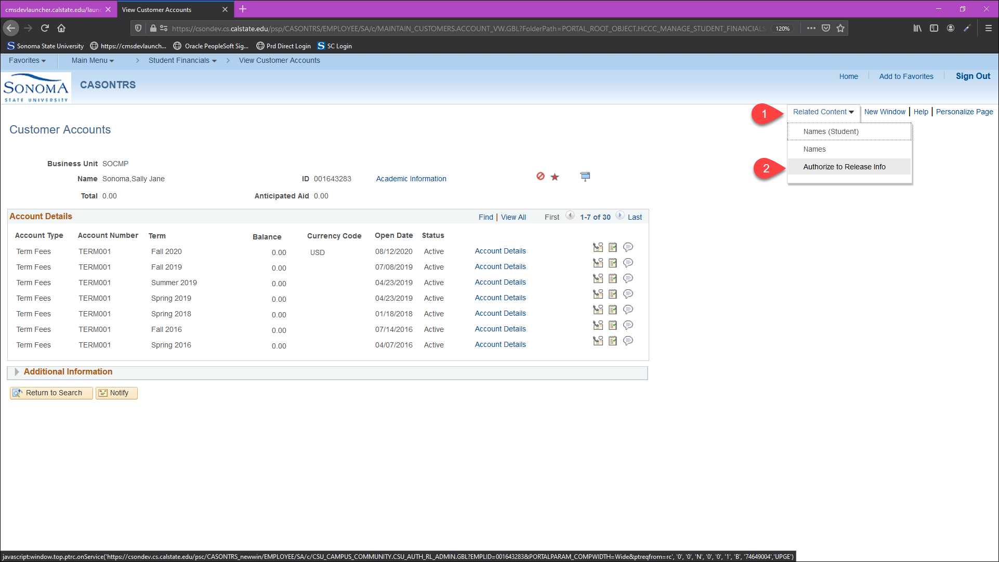 cmsdevlauncher.calstate.edu/laun
View Customer Accounts
https://csondev.cs.calstate.edu/psp/CASONTRS/EMPLOYEE/SA/c/MAINTAIN_CUSTOMERS.ACCOUNT_VW.GBL?FolderPath=PORTAL_ROOT_OBJECT.HCCC_MANAGE_STUDENT_FINANCIALS
120%
Sonoma State University https://cmsdevlaunch... Oracle PeopleSoft Sig... Prd Direct Login SC Login
Favorites Main Menu > Student Financials > View Customer Accounts
SONOMA
STATE UNIVERSITY
CASONTRS
Home Add to Favorites Sign Out
1 Related Content New Window | Help | Personalize Page
Names (Student)
Names
2 Authorize to Release Info
Customer Accounts
Business Unit SOCMP
Name Sonoma,Sally Jane ID 001643283 Academic Information
Total 0.00 Anticipated Aid 0.00
Account Details Find | View All First 1-7 of 30 Last
Account Type Account Number Term Balance Currency Code Open Date Status
Term Fees TERM001 Fall 2020 0.00 USD 08/12/2020 Active Account Details
Term Fees TERM001 Fall 2019 0.00 07/08/2019 Active Account Details
Term Fees TERM001 Summer 2019 0.00 04/23/2019 Active Account Details
Term Fees TERM001 Spring 2019 0.00 04/23/2019 Active Account Details
Term Fees TERM001 Spring 2018 0.00 01/18/2018 Active Account Details
Term Fees TERM001 Fall 2016 0.00 07/14/2016 Active Account Details
Term Fees TERM001 Spring 2016 0.00 04/07/2016 Active Account Details
Additional Information
Return to Search Notify
javascript:window.top.ptrc.onService('https://csondev.cs.calstate.edu/psc/CASONTRS_newwin/EMPLOYEE/SA/c/CSU_CAMPUS_COMMUNITY.CSU_AUTH_RL_ADMIN.GBL?EMPLID=001643283&PORTALPARAM_COMPWIDTH=Wide&ptreqfrom=rc', '0', '0', 'N', '0', '0', '1', 'B', '74649004','UPGE')